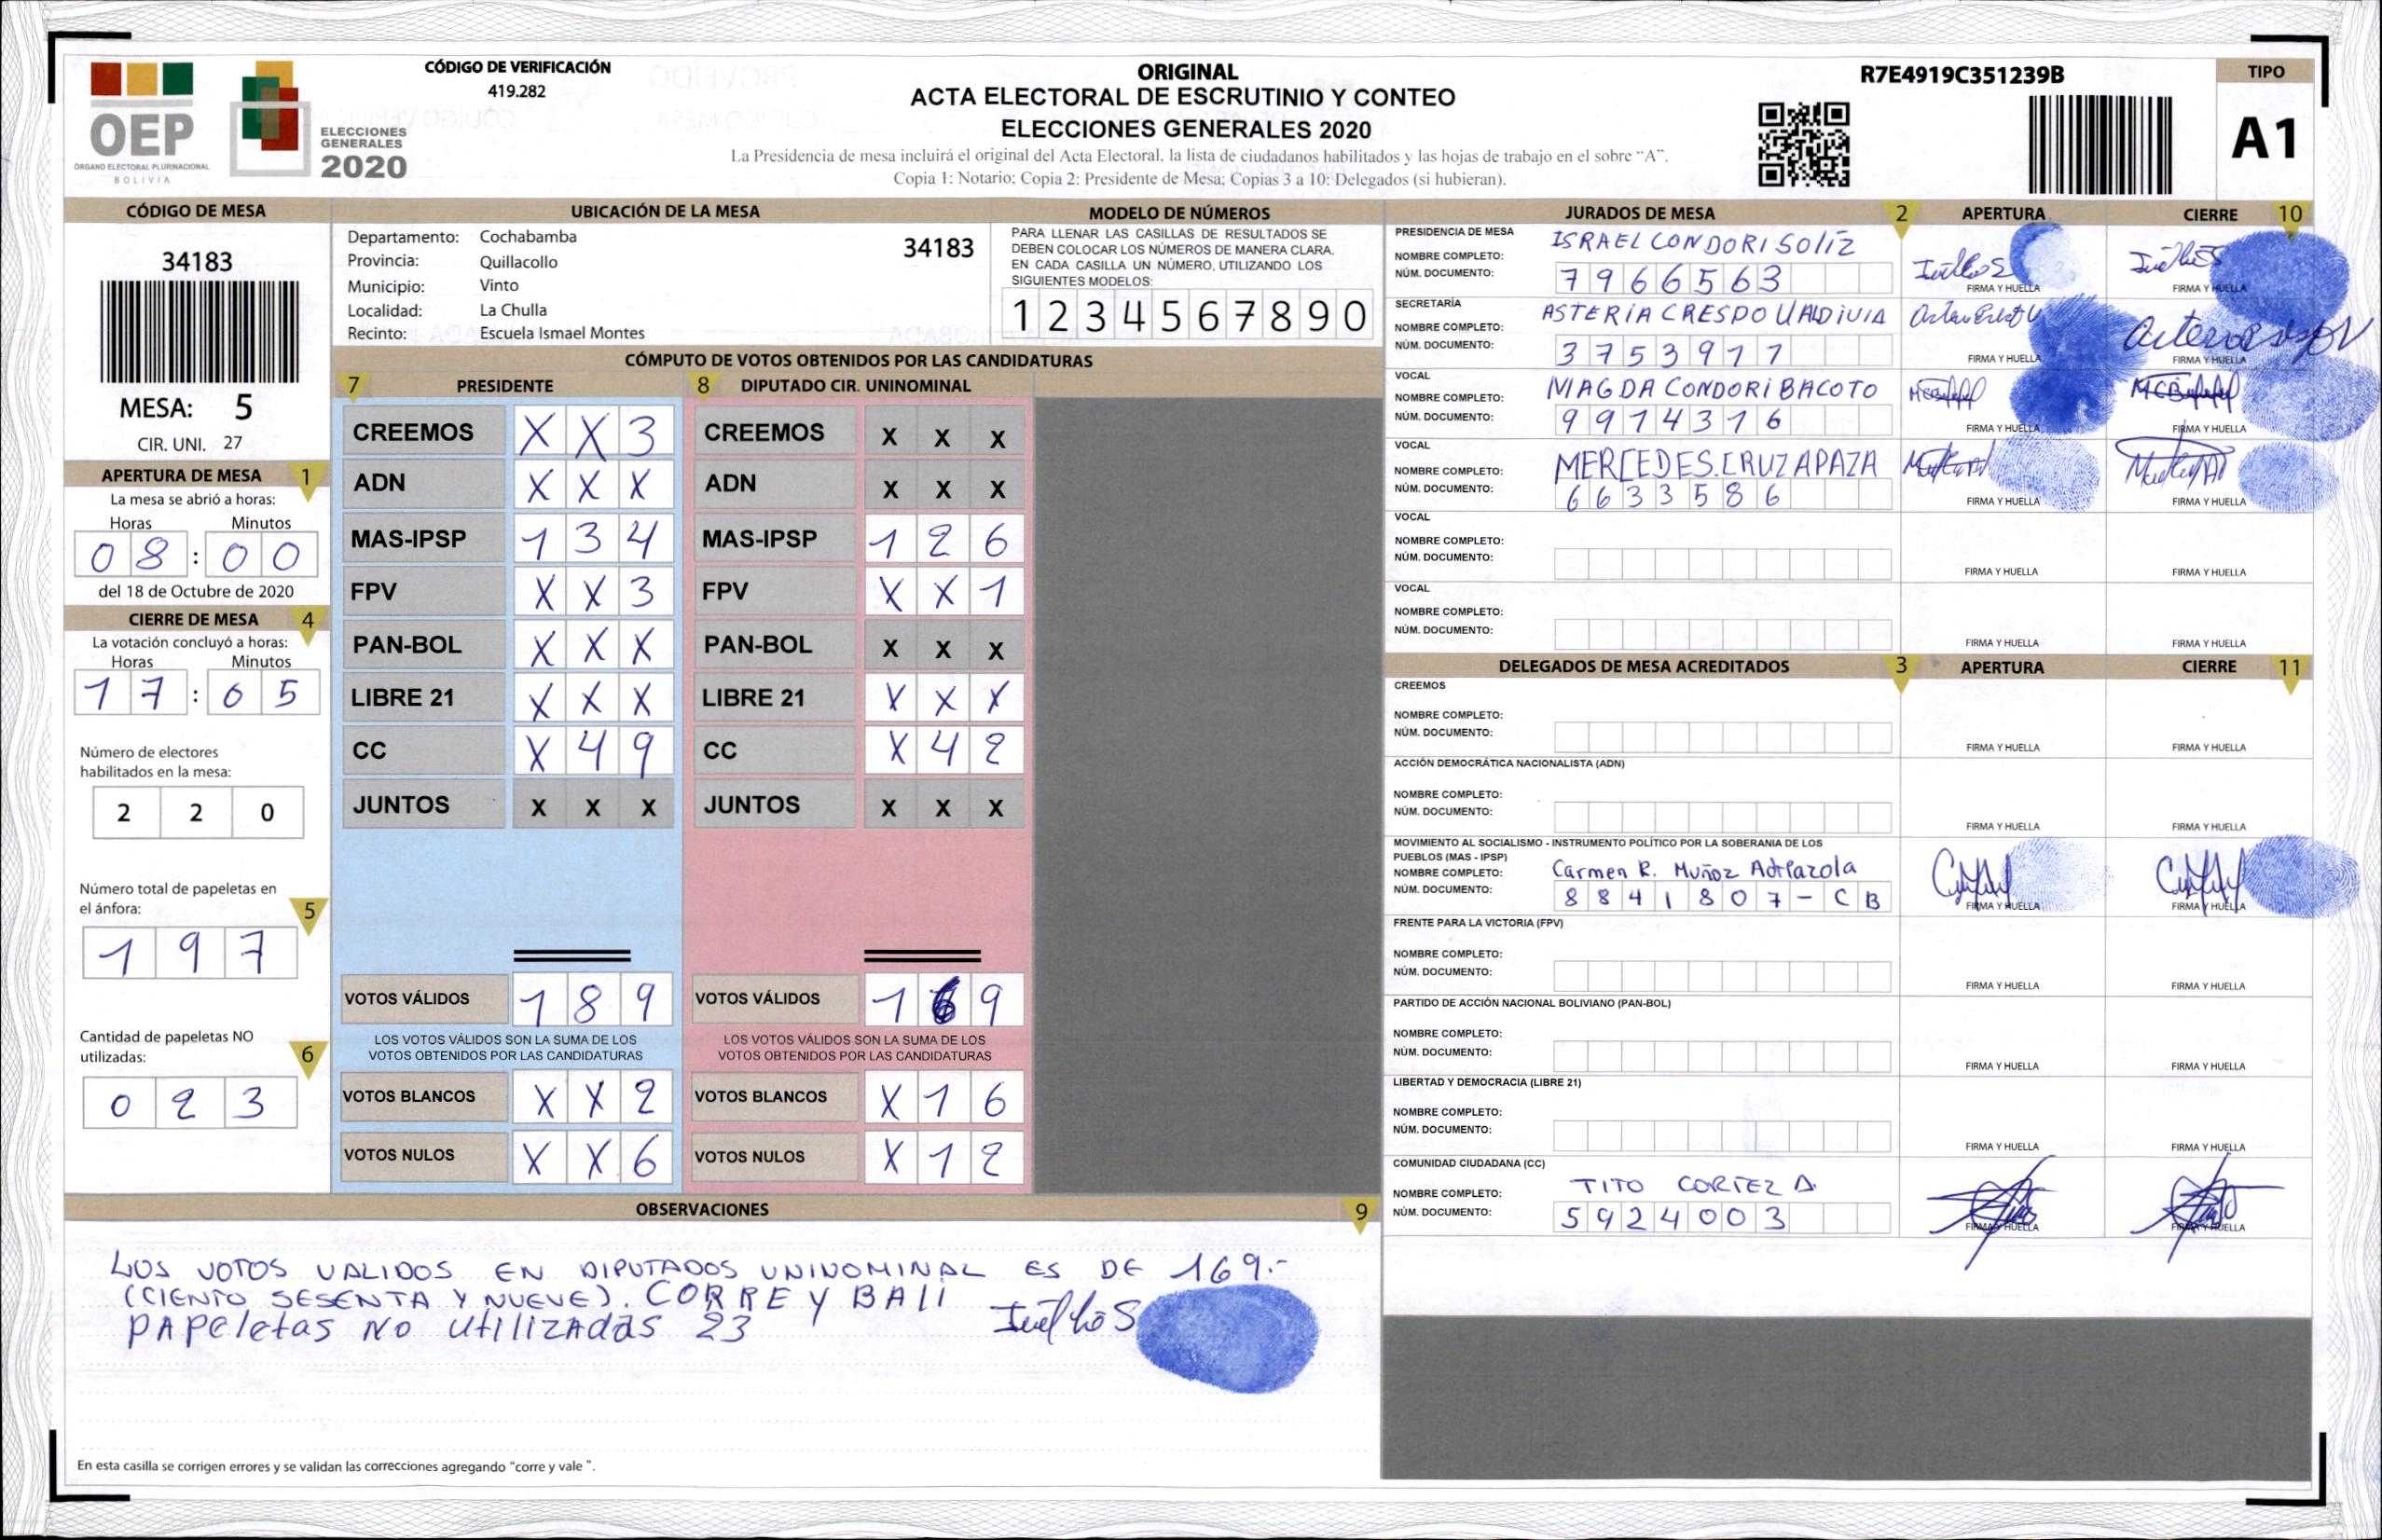 CÓDIGO DE VERIFICACIÓN
419.282
OEP
ÓRGANO ELECTORAL PLURINACIONAL
BOLIVIA
ELECCIONES
GENERALES
2020
ORIGINAL
ACTA ELECTORAL DE ESCRUTINIO Y CONTEO
ELECCIONES GENERALES 2020
La Presidencia de mesa incluirá el original del Acta Electoral, la lista de ciudadanos habilitados y las hojas de trabajo en el sobre "A".
Copia 1: Notario; Copia 2: Presidente de Mesa; Copias 3 a 10: Delegados (si hubieran).
R7E4919C351239B
TIPO
A1
CÓDIGO DE MESA
34183
MESA: 5
CIR. UNI. 27
APERTURA DE MESA 1
La mesa se abrió a horas:
Horas Minutos
08:00
del 18 de Octubre de 2020
CIERRE DE MESA 4
La votación concluyó a horas:
Horas Minutos
17:05
Número de electores
habilitados en la mesa:
2 2 0
Número total de papeletas en
el ánfora: 5
1 9 7
Cantidad de papeletas NO
utilizadas: 6
0 2 3
UBICACIÓN DE LA MESA
Departamento: Cochabamba 34183
Provincia: Quillacollo
Municipio: Vinto
Localidad: La Chulla
Recinto: Escuela Ismael Montes
MODELO DE NÚMEROS
PARA LLENAR LAS CASILLAS DE RESULTADOS SE
DEBEN COLOCAR LOS NÚMEROS DE MANERA CLARA.
EN CADA CASILLA UN NÚMERO, UTILIZANDO LOS
SIGUIENTES MODELOS:
1 2 3 4 5 6 7 8 9 0
CÓMPUTO DE VOTOS OBTENIDOS POR LAS CANDIDATURAS
7 PRESIDENTE 8 DIPUTADO CIR. UNINOMINAL
CREEMOS X X 3 CREEMOS X X X
ADN X X X ADN X X X
MAS-IPSP 1 3 4 MAS-IPSP 1 2 6
FPV X X 3 FPV X X 1
PAN-BOL X X X PAN-BOL X X X
LIBRE 21 X X X LIBRE 21 X X X
CC X 4 9 CC X 4 2
JUNTOS X X X JUNTOS X X X
VOTOS VÁLIDOS 1 8 9 VOTOS VÁLIDOS 1 6 9
LOS VOTOS VÁLIDOS SON LA SUMA DE LOS LOS VOTOS VÁLIDOS SON LA SUMA DE LOS
VOTOS OBTENIDOS POR LAS CANDIDATURAS VOTOS OBTENIDOS POR LAS CANDIDATURAS
VOTOS BLANCOS X X 2 VOTOS BLANCOS X 1 6
VOTOS NULOS X X 6 VOTOS NULOS X 1 2
OBSERVACIONES 9
LOS VOTOS VALIDOS EN DIPUTADOS UNINOMINAL ES DE 169.-
(CIENTO SESENTA Y NUEVE). CORRE Y BALI
PAPeletas NO utilizadas 23
En esta casilla se corrigen errores y se validan las correcciones agregando "corre y vale ".
JURADOS DE MESA 2 APERTURA CIERRE 10
PRESIDENCIA DE MESA
NOMBRE COMPLETO: ISRAEL CONDORI SOLIZ
NÚM. DOCUMENTO: 7966563
FIRMA Y HUELLA FIRMA Y HUELLA
SECRETARÍA
NOMBRE COMPLETO: ASTERIA CRESPO VALDIVIA
NÚM. DOCUMENTO: 3753911
FIRMA Y HUELLA FIRMA Y HUELLA
VOCAL
NOMBRE COMPLETO: MAGDA CONDORI BACOTO
NÚM. DOCUMENTO: 9914316
FIRMA Y HUELLA FIRMA Y HUELLA
VOCAL
NOMBRE COMPLETO: MERCEDES.CRUZ APAZA
NÚM. DOCUMENTO: 6633586
FIRMA Y HUELLA FIRMA Y HUELLA
VOCAL
NOMBRE COMPLETO:
NÚM. DOCUMENTO:
FIRMA Y HUELLA FIRMA Y HUELLA
VOCAL
NOMBRE COMPLETO:
NÚM. DOCUMENTO:
FIRMA Y HUELLA FIRMA Y HUELLA
DELEGADOS DE MESA ACREDITADOS 3 APERTURA CIERRE 11
CREEMOS
NOMBRE COMPLETO:
NÚM. DOCUMENTO:
FIRMA Y HUELLA FIRMA Y HUELLA
ACCIÓN DEMOCRÁTICA NACIONALISTA (ADN)
NOMBRE COMPLETO:
NÚM. DOCUMENTO:
FIRMA Y HUELLA FIRMA Y HUELLA
MOVIMIENTO AL SOCIALISMO - INSTRUMENTO POLÍTICO POR LA SOBERANIA DE LOS
PUEBLOS (MAS - IPSP)
NOMBRE COMPLETO: Carmen R. Muñoz
NÚM. DOCUMENTO: 8841807-CB
FIRMA Y HUELLA FIRMA Y HUELLA
FRENTE PARA LA VICTORIA (FPV)
NOMBRE COMPLETO:
NÚM. DOCUMENTO:
FIRMA Y HUELLA FIRMA Y HUELLA
PARTIDO DE ACCIÓN NACIONAL BOLIVIANO (PAN-BOL)
NOMBRE COMPLETO:
NÚM. DOCUMENTO:
FIRMA Y HUELLA FIRMA Y HUELLA
LIBERTAD Y DEMOCRACIA (LIBRE 21)
NOMBRE COMPLETO:
NÚM. DOCUMENTO:
FIRMA Y HUELLA FIRMA Y HUELLA
COMUNIDAD CIUDADANA (CC)
NOMBRE COMPLETO: TITO CORTEZ A.
NÚM. DOCUMENTO: 5924003
FIRMA Y HUELLA FIRMA Y HUELLA